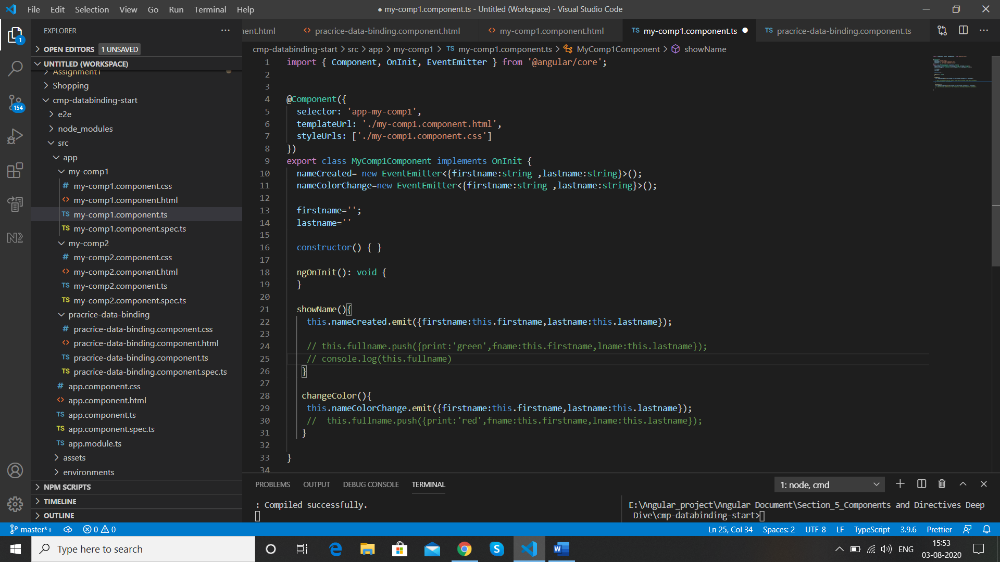 File Edit Selection View Go Run Terminal Help
● my-comp1.component.ts - Untitled (Workspace) - Visual Studio Code
EXPLORER
nent.html
<> pracrice-data-binding.component.html
<> my-comp1.component.html
TS my-comp1.component.ts
TS pracrice-data-binding.component.ts
cmp-databinding-start > src > app > my-comp1 > TS my-comp1.component.ts > MyComp1Component > showName
1
OPEN EDITORS 1 UNSAVED
UNTITLED (WORKSPACE)
Assignment1
Shopping
cmp-databinding-start
e2e
node_modules
src
app
my-comp1
# my-comp1.component.css
<> my-comp1.component.html
TS my-comp1.component.ts
TS my-comp1.component.spec.ts
my-comp2
# my-comp2.component.css
<> my-comp2.component.html
TS my-comp2.component.ts
TS my-comp2.component.spec.ts
pracrice-data-binding
# pracrice-data-binding.component.css
<> pracrice-data-binding.component.html
TS pracrice-data-binding.component.ts
TS pracrice-data-binding.component.spec.ts
# app.component.css
<> app.component.html
TS app.component.ts
TS app.component.spec.ts
TS app.module.ts
assets
environments
NPM SCRIPTS
TIMELINE
OUTLINE
154
1 import { Component, OnInit, EventEmitter } from '@angular/core';
2
3
4 @Component({
5 selector: 'app-my-comp1',
6 templateUrl: './my-comp1.component.html',
7 styleUrls: ['./my-comp1.component.css']
8 })
9 export class MyComp1Component implements OnInit {
10 nameCreated= new EventEmitter<{firstname:string ,lastname:string}>();
11 nameColorChange=new EventEmitter<{firstname:string ,lastname:string}>();
12
13 firstname='';
14 lastname=''
15
16 constructor() { }
17
18 ngOnInit(): void {
19 }
20
21 showName(){
22 this.nameCreated.emit({firstname:this.firstname,lastname:this.lastname});
23
24 // this.fullname.push({print:'green',fname:this.firstname,lname:this.lastname});
25 // console.log(this.fullname)
26 }
27
28 changeColor(){
29 this.nameColorChange.emit({firstname:this.firstname,lastname:this.lastname});
30 //  this.fullname.push({print:'red',fname:this.firstname,lname:this.lastname});
31 }
32
33 }
34
PROBLEMS OUTPUT DEBUG CONSOLE TERMINAL
1: node, cmd
: Compiled successfully.
E:\Angular_project\Angular Document\Section_5_Components and Directives Deep
Dive\cmp-databinding-start>
master*+ 0 0
Ln 25, Col 34 Spaces: 2 UTF-8 LF TypeScript 3.9.6 Prettier
Type here to search
ENG
15:53
03-08-2020